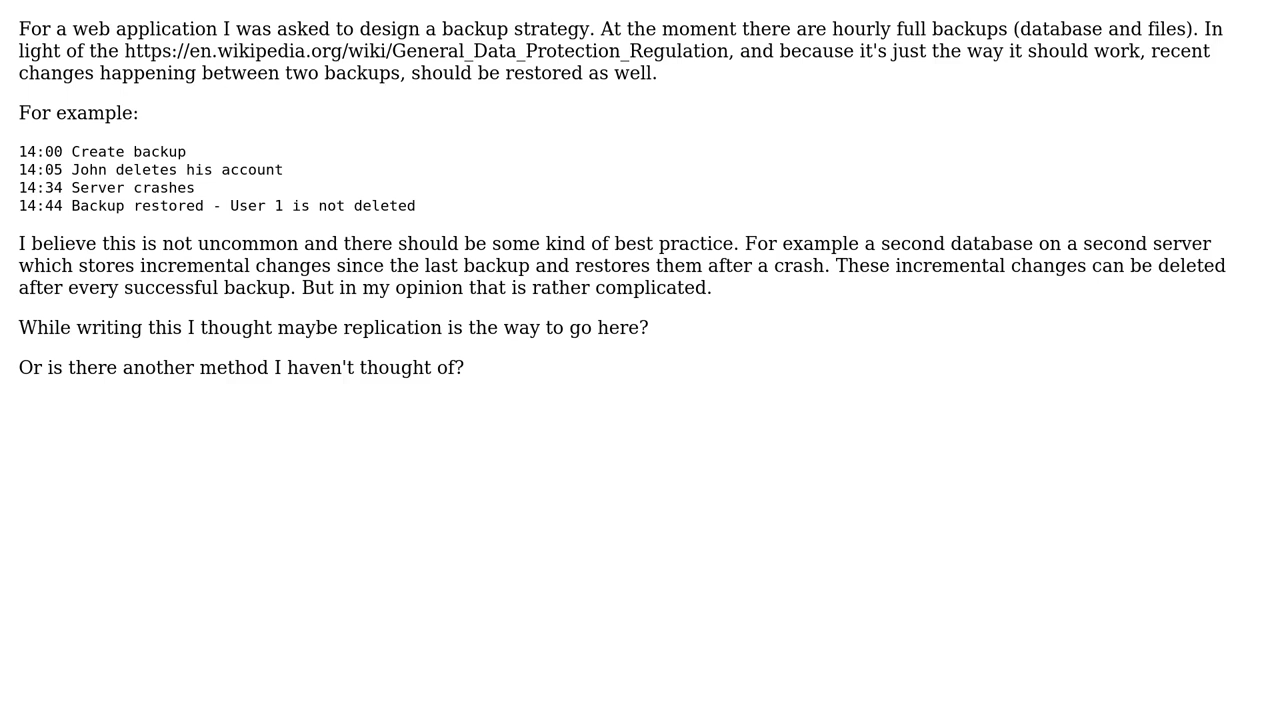 For a web application I was asked to design a backup strategy. At the moment there are hourly full backups (database and files). In
light of the https://en.wikipedia.org/wiki/General_Data_Protection_Regulation, and because it's just the way it should work, recent
changes happening between two backups, should be restored as well.
For example:
14:00 Create backup
14:05 John deletes his account
14:34 Server crashes
14:44 Backup restored - User 1 is not deleted
I believe this is not uncommon and there should be some kind of best practice. For example a second database on a second server
which stores incremental changes since the last backup and restores them after a crash. These incremental changes can be deleted
after every successful backup. But in my opinion that is rather complicated.
While writing this I thought maybe replication is the way to go here?
Or is there another method I haven't thought of?